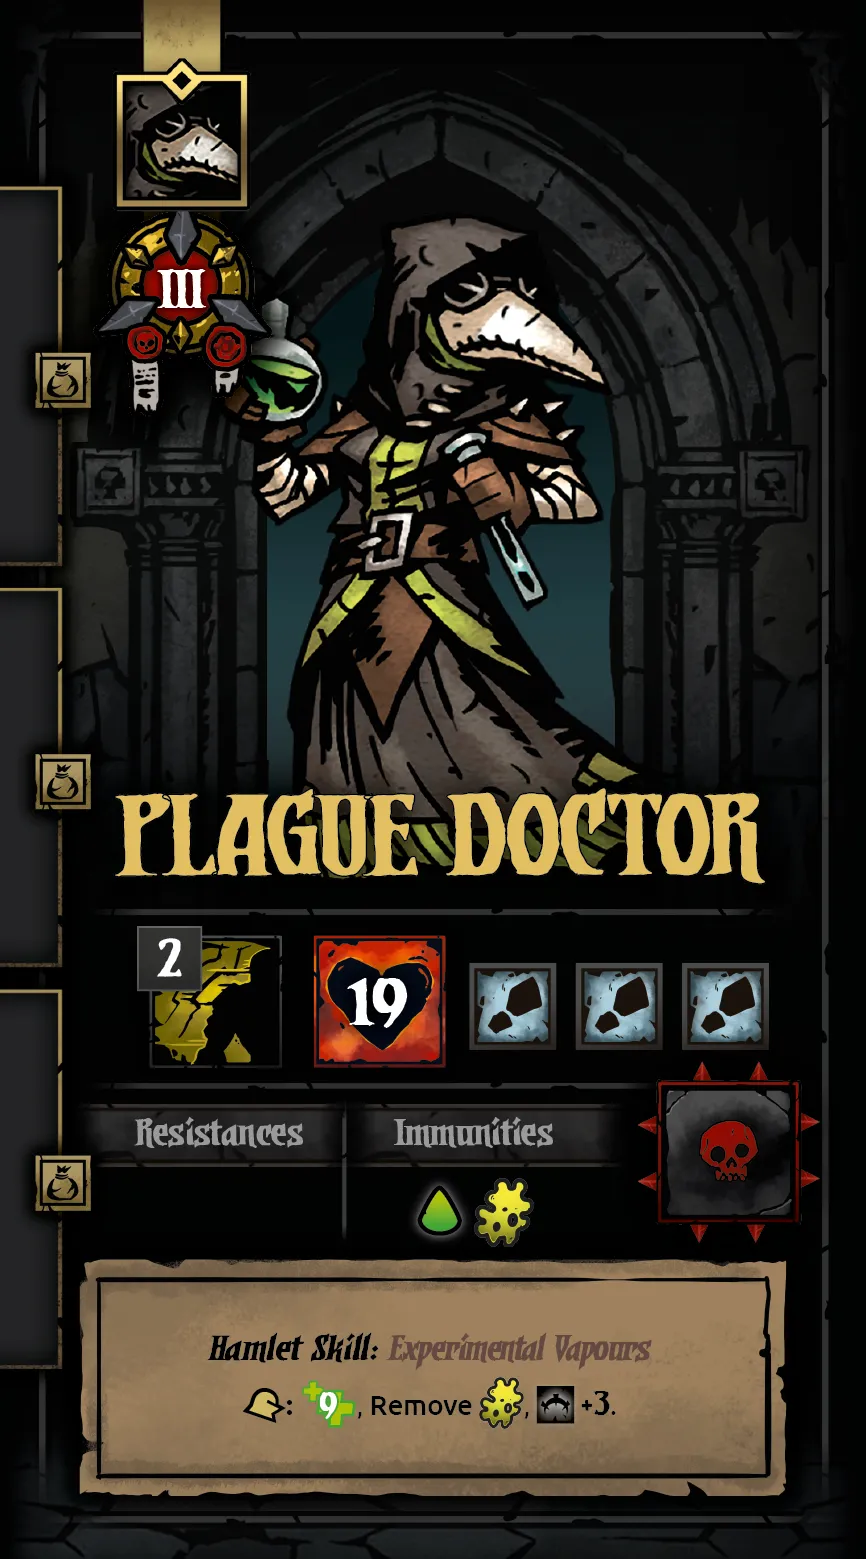 III
PLAGUE DOCTOR
2
19
Resistances Immunities
Hamlet Skill: Experimental Vapours
: 9, Remove , +3.